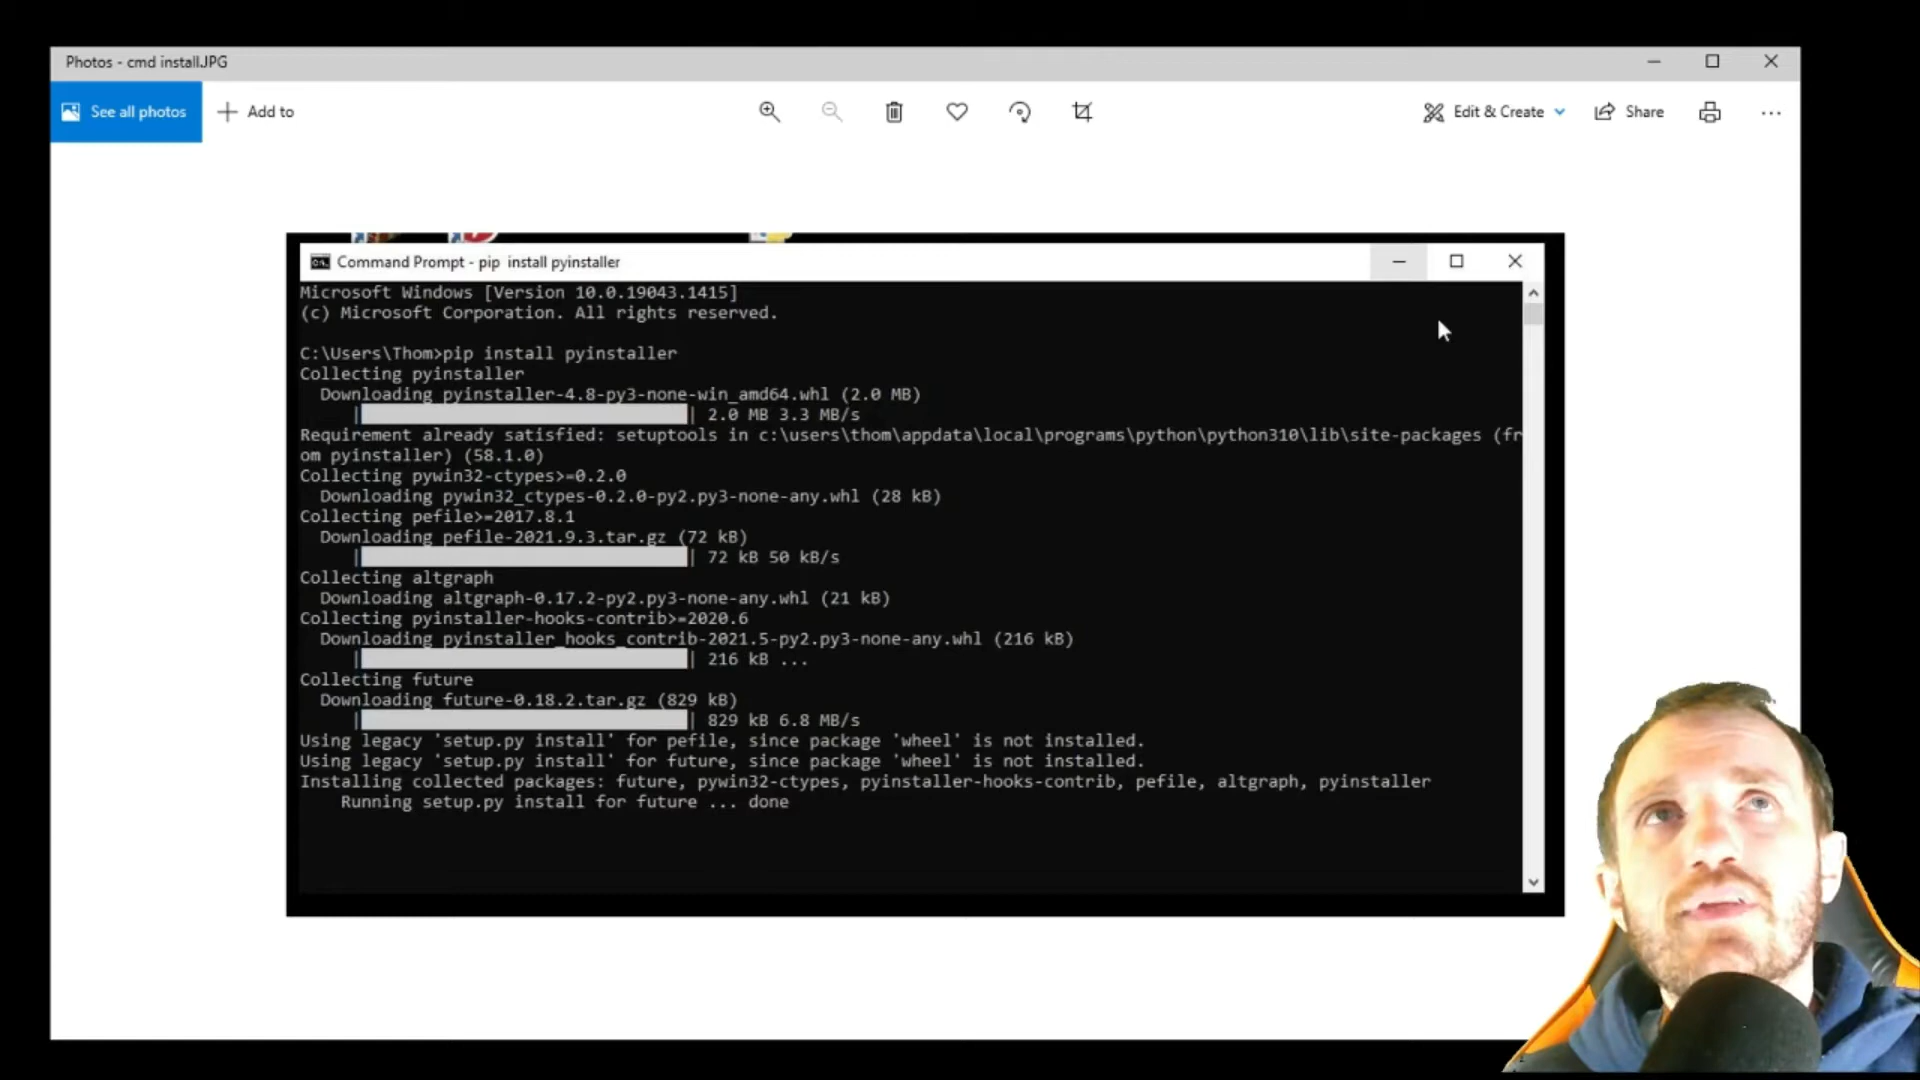 Photos - cmd install.JPG
See all photos
Add to
Edit & Create
Share
Command Prompt - pip  install pyinstaller
Microsoft Windows [Version 10.0.19043.1415]
(c) Microsoft Corporation. All rights reserved.
C:\Users\Thom>pip install pyinstaller
Collecting pyinstaller
Downloading pyinstaller-4.8-py3-none-win_amd64.whl (2.0 MB)
| | 2.0 MB 3.3 MB/s
Requirement already satisfied: setuptools in c:\users\thom\appdata\local\programs\python\python310\lib\site-packages (fr
om pyinstaller) (58.1.0)
Collecting pywin32-ctypes>=0.2.0
Downloading pywin32_ctypes-0.2.0-py2.py3-none-any.whl (28 kB)
Collecting pefile>=2017.8.1
Downloading pefile-2021.9.3.tar.gz (72 kB)
| | 72 kB 50 kB/s
Collecting altgraph
Downloading altgraph-0.17.2-py2.py3-none-any.whl (21 kB)
Collecting pyinstaller-hooks-contrib>=2020.6
Downloading pyinstaller_hooks_contrib-2021.5-py2.py3-none-any.whl (216 kB)
| | 216 kB ...
Collecting future
Downloading future-0.18.2.tar.gz (829 kB)
| | 829 kB 6.8 MB/s
Using legacy 'setup.py install' for pefile, since package 'wheel' is not installed.
Using legacy 'setup.py install' for future, since package 'wheel' is not installed.
Installing collected packages: future, pywin32-ctypes, pyinstaller-hooks-contrib, pefile, altgraph, pyinstaller
Running setup.py install for future ... done